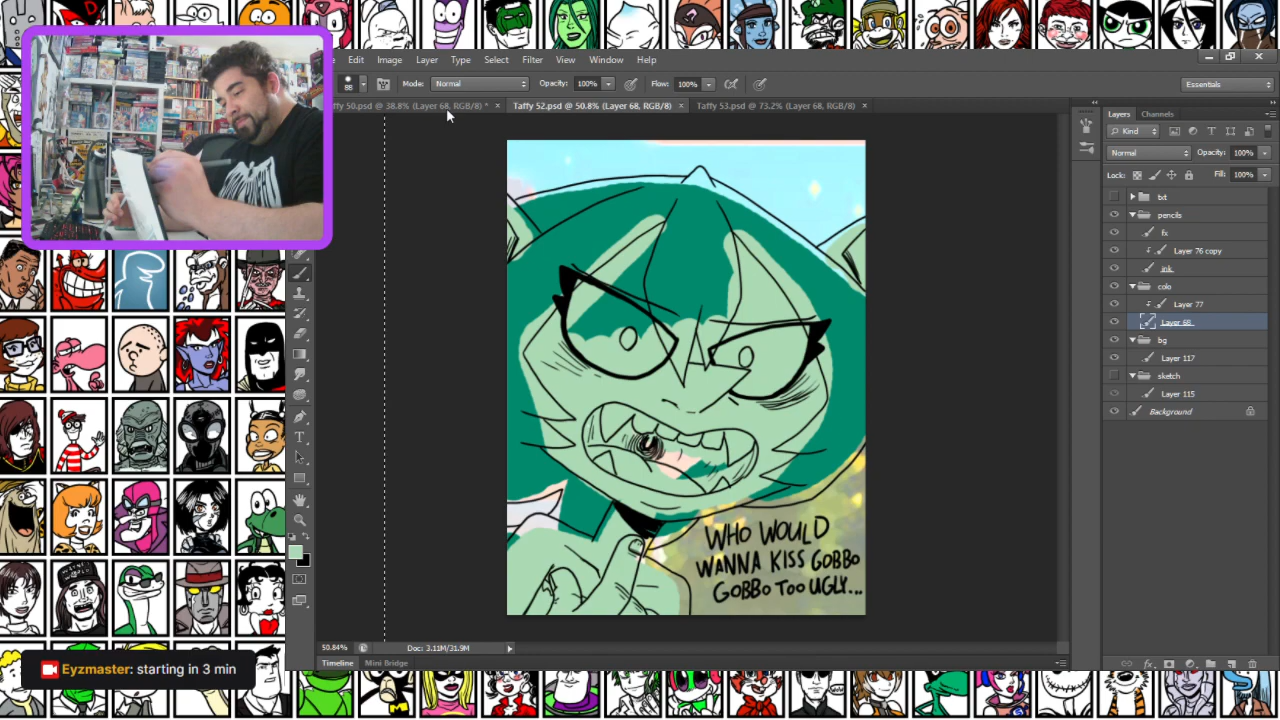 Edit Image Layer Type Select Filter View Window Help
88 Mode: Normal Opacity: 100% Flow: 100% Essentials
ffy 50.psd @ 38.8% (Layer 68, RGB/8) * × Taffy 52.psd @ 50.8% (Layer 68, RGB/8) × Taffy 53.psd @ 73.2% (Layer 68, RGB/8) ×
Layers Channels
Kind
Normal Opacity: 100%
Lock: Fill: 100%
txt
pencils
fx
Layer 76 copy
ink
colo
Layer 77
Layer 68
bg
Layer 117
sketch
Layer 115
Background
WHO WOULD
WANNA KISS GOBBO
GOBBO TOO UGLY...
50.84% Doc: 3.11M/31.9M
Timeline Mini Bridge
Eyzmaster: starting in 3 min